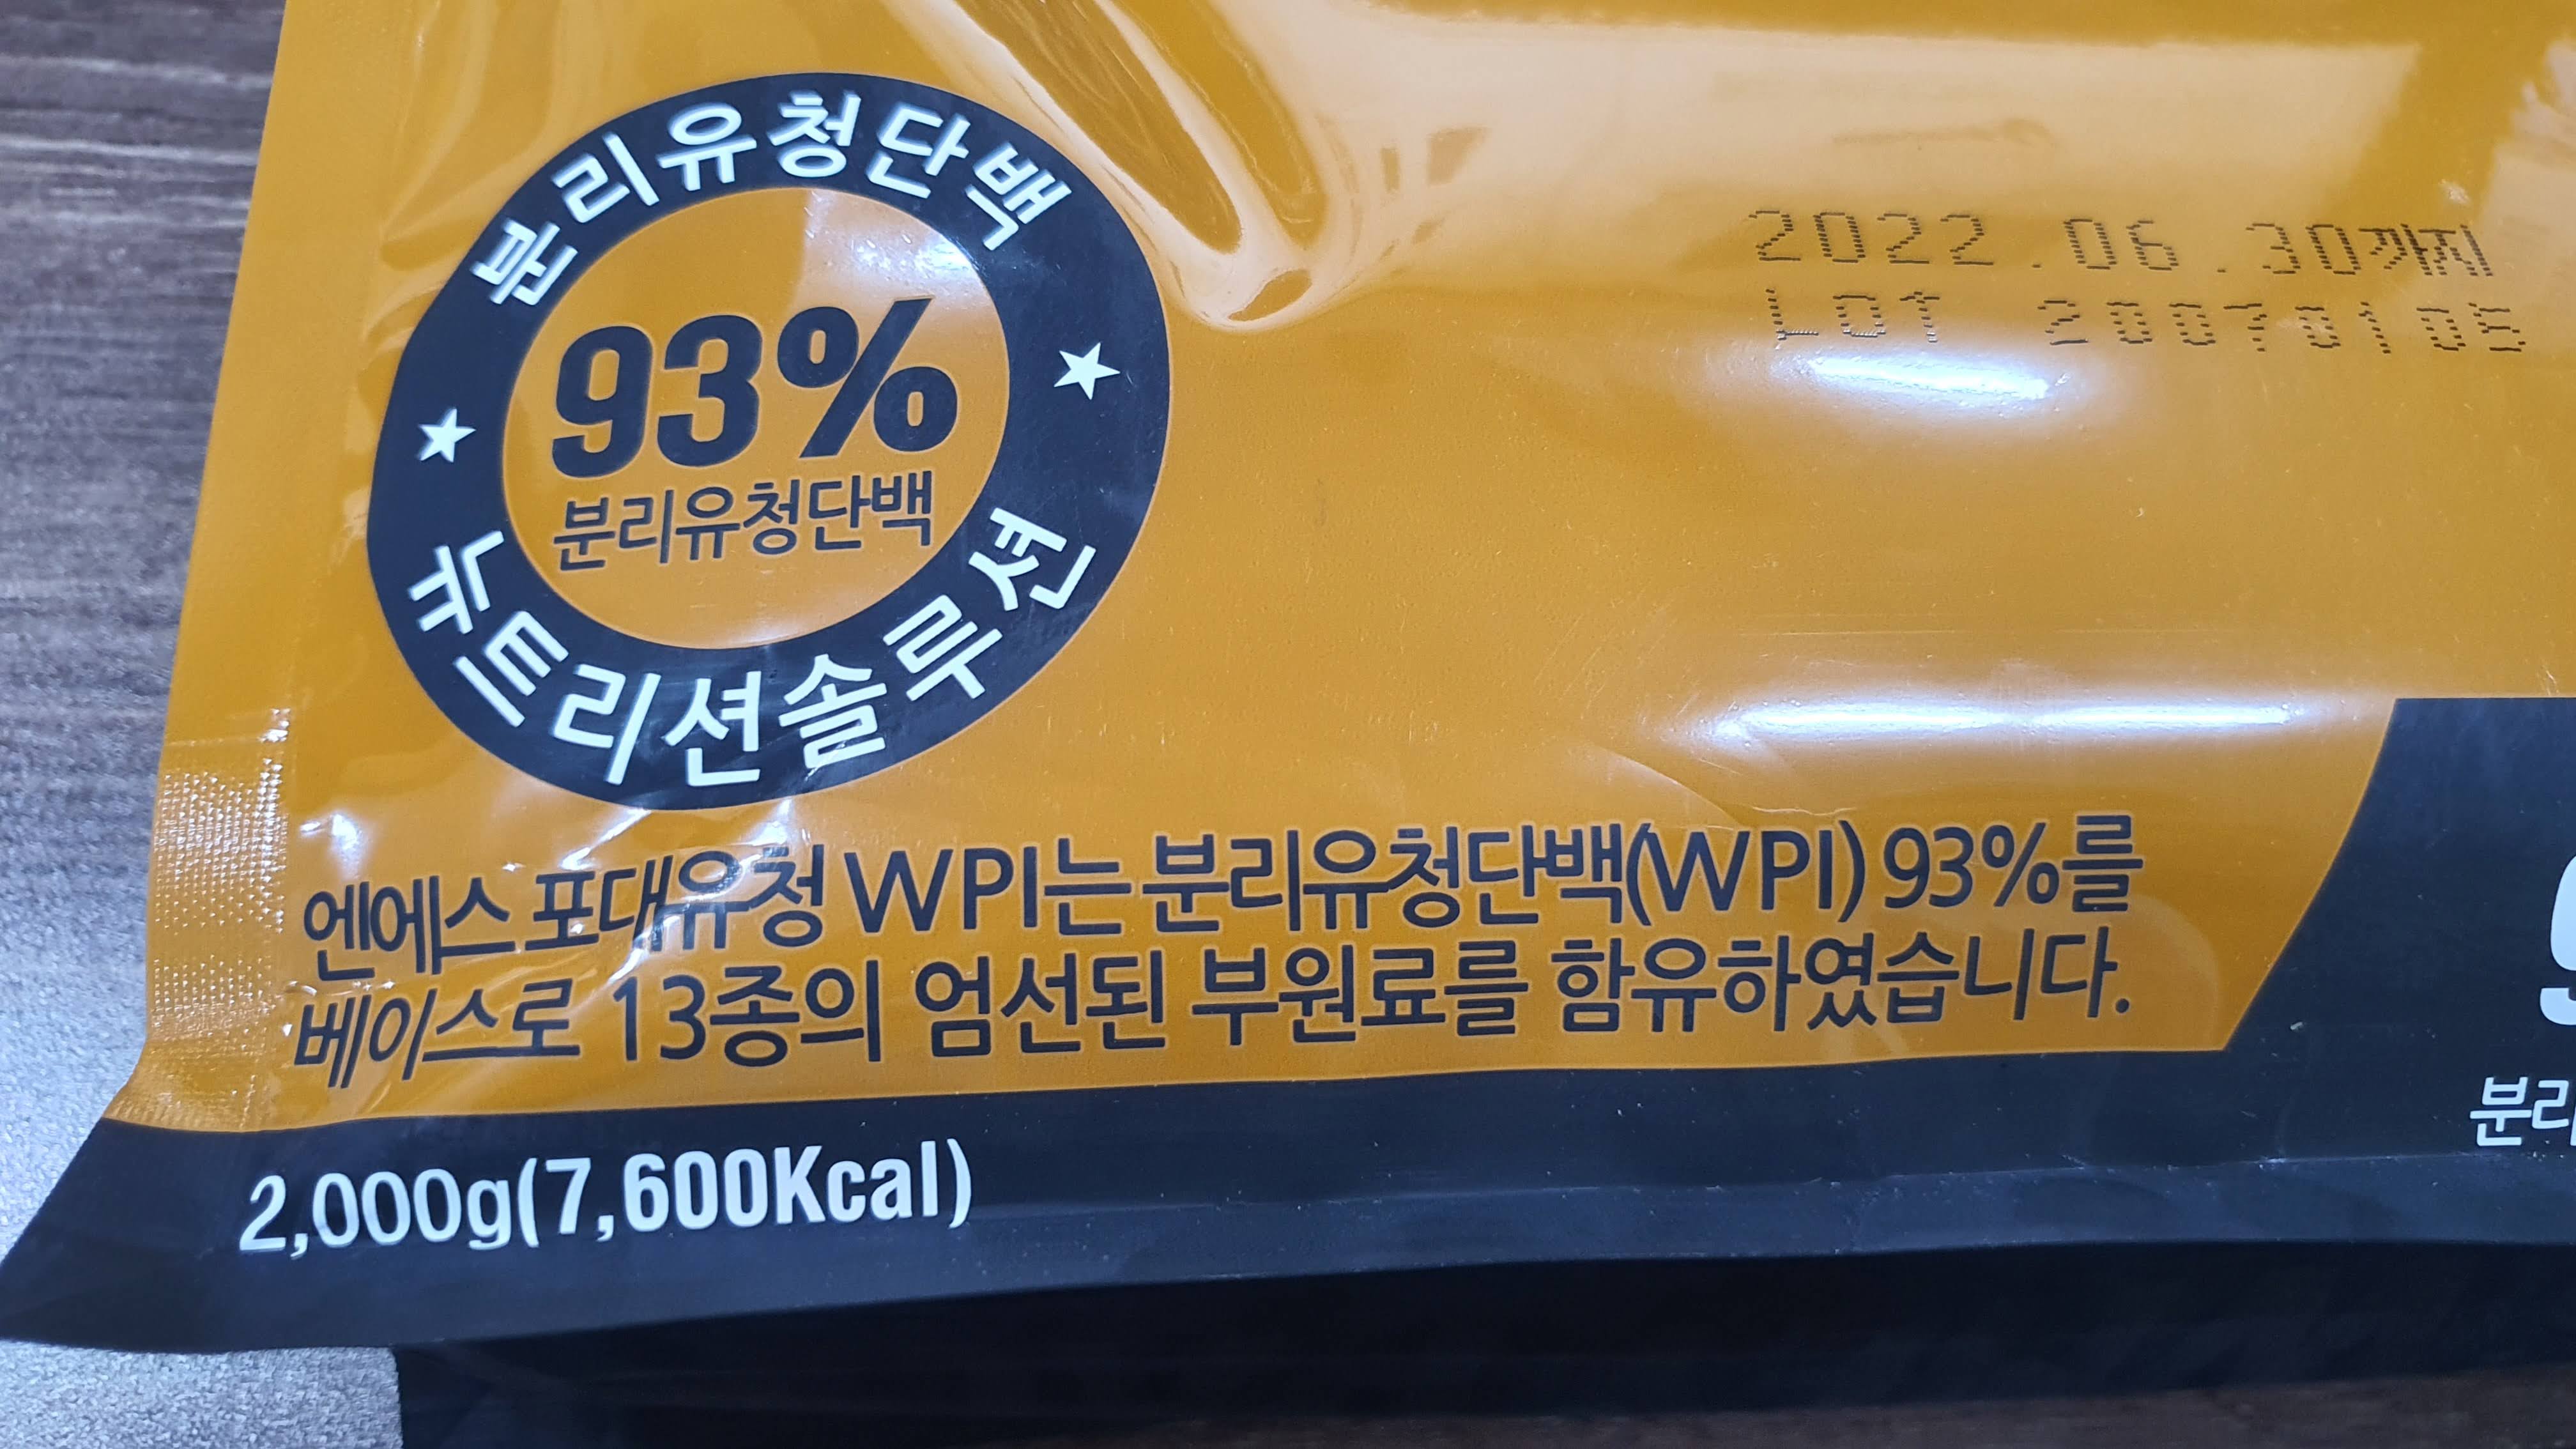 분리유청단백
93%
분리유청단백
뉴트리션솔루션
2022.06.30까지
LOT 20070105
엔에스 포대유청 WPI는 분리유청단백(WPI) 93%를
베이스로 13종의 엄선된 부원료를 함유하였습니다.
2,000g(7,600Kcal)